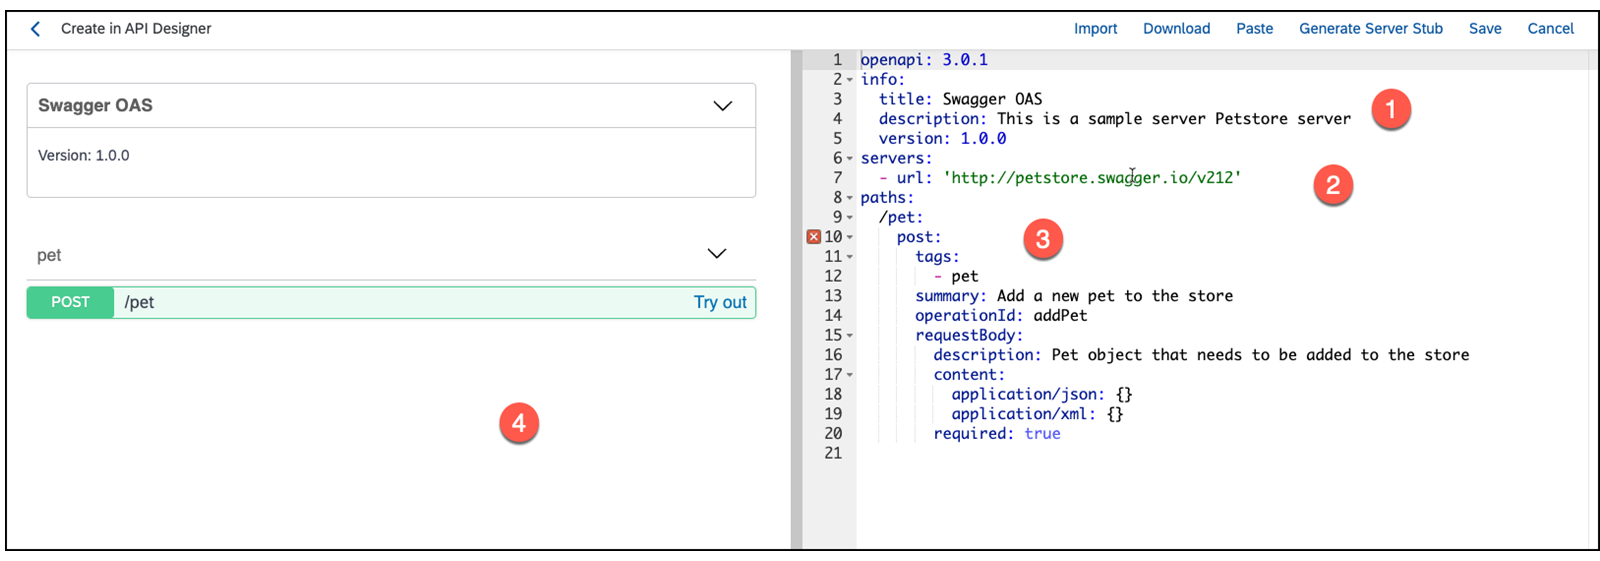 Create in API Designer
Import Download Paste Generate Server Stub Save Cancel
Swagger OAS
Version: 1.0.0
pet
POST /pet Try out
4
1 openapi: 3.0.1
2 info:
3 title: Swagger OAS
4 description: This is a sample server Petstore server
5 version: 1.0.0
1
6 servers:
7 - url: 'http://petstore.swagger.io/v212'
2
8 paths:
9 /pet:
10 post:
3
11 tags:
12 - pet
13 summary: Add a new pet to the store
14 operationId: addPet
15 requestBody:
16 description: Pet object that needs to be added to the store
17 content:
18 application/json: {}
19 application/xml: {}
20 required: true
21